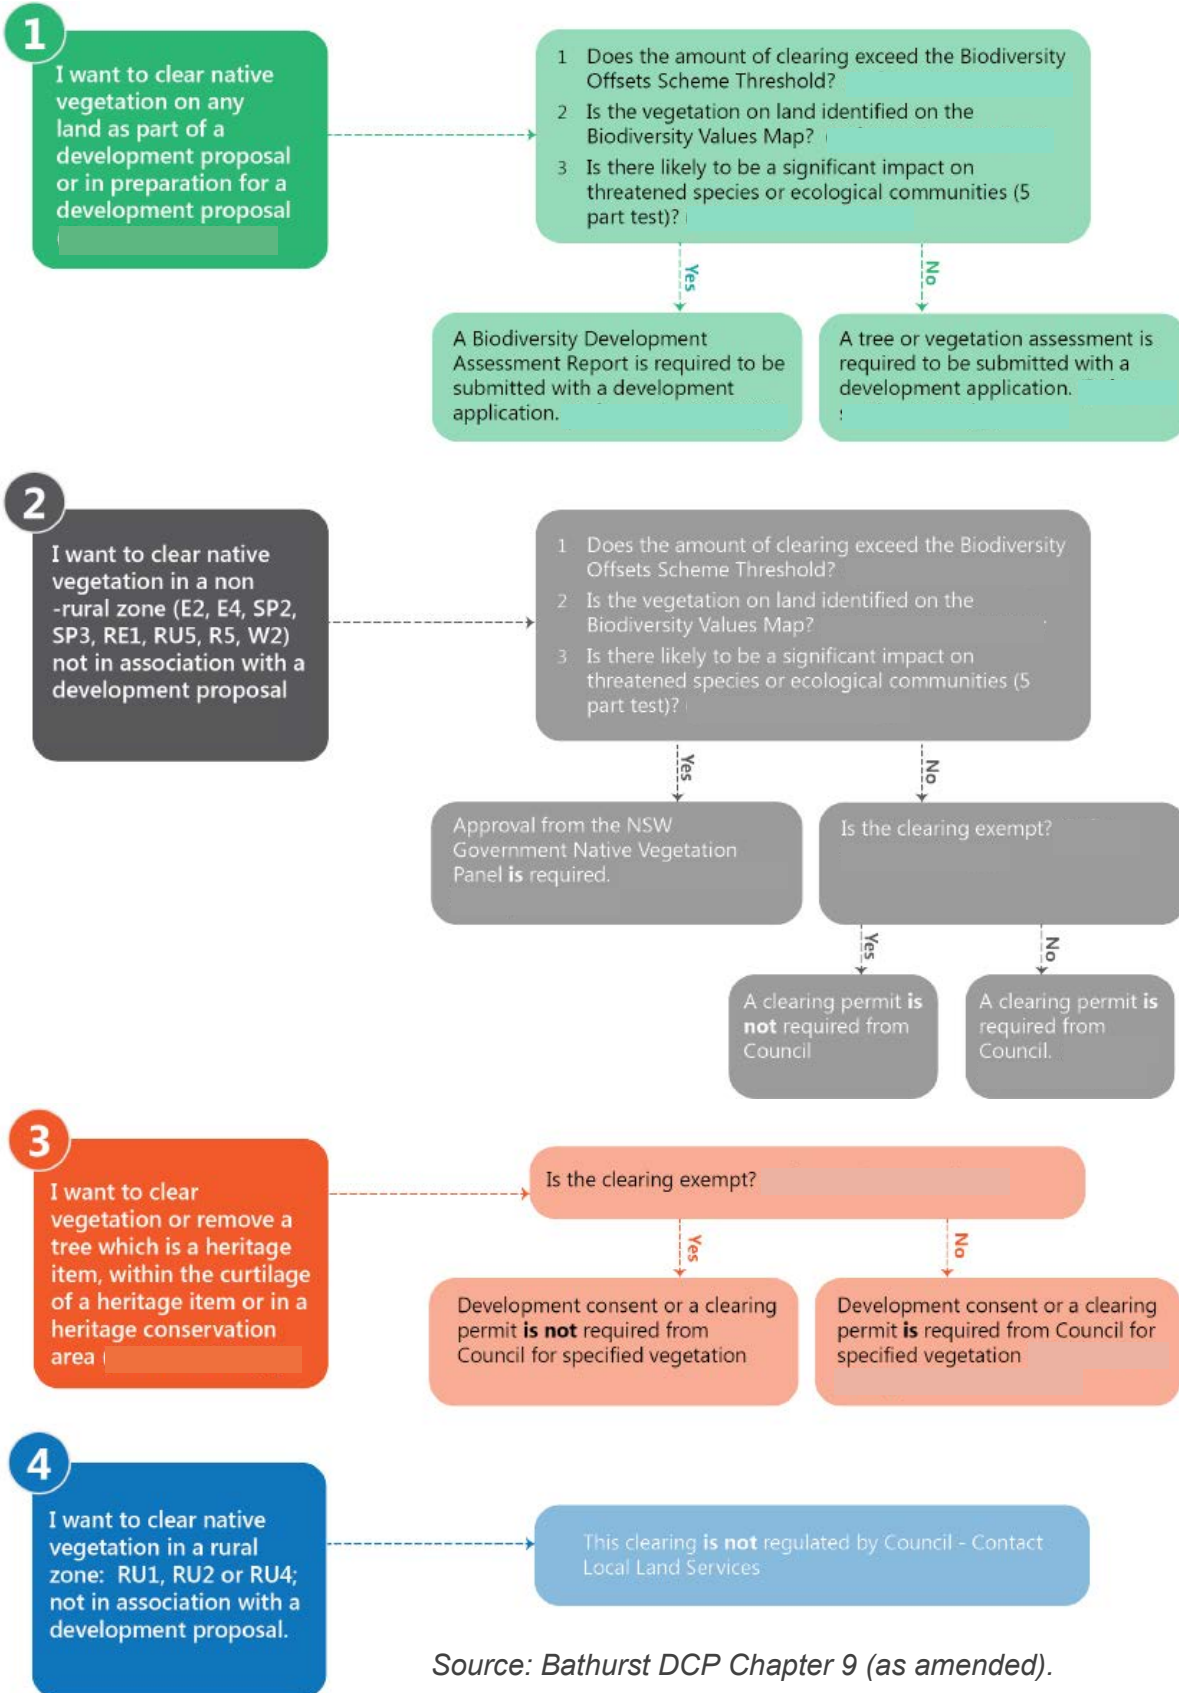 1
I want to clear native
vegetation on any
land as part of a
development proposal
or in preparation for a
development proposal
(
1 Does the amount of clearing exceed the Biodiversity
Offsets Scheme Threshold?
2 Is the vegetation on land identified on the
Biodiversity Values Map? (
3 Is there likely to be a significant impact on
threatened species or ecological communities (5
part test)? (
Yes
No
A Biodiversity Development
Assessment Report is required to be
submitted with a development
application.
A tree or vegetation assessment is
required to be submitted with a
development application.
2
I want to clear native
vegetation in a non
-rural zone (E2, E4, SP2,
SP3, RE1, RU5, R5, W2)
not in association with a
development proposal
1 Does the amount of clearing exceed the Biodiversity
Offsets Scheme Threshold?
2 Is the vegetation on land identified on the
Biodiversity Values Map?
3 Is there likely to be a significant impact on
threatened species or ecological communities (5
part test)? (
Yes
No
Approval from the NSW
Government Native Vegetation
Panel is required.
Is the clearing exempt?
Yes
No
A clearing permit is
not required from
Council
A clearing permit is
required from
Council.
3
I want to clear
vegetation or remove a
tree which is a heritage
item, within the curtilage
of a heritage item or in a
heritage conservation
area (
Is the clearing exempt?
Yes
No
Development consent or a clearing
permit is not required from
Council for specified vegetation
Development consent or a clearing
permit is required from Council for
specified vegetation
4
I want to clear native
vegetation in a rural
zone: RU1, RU2 or RU4;
not in association with a
development proposal.
This clearing is not regulated by Council - Contact
Local Land Services
Source: Bathurst DCP Chapter 9 (as amended).